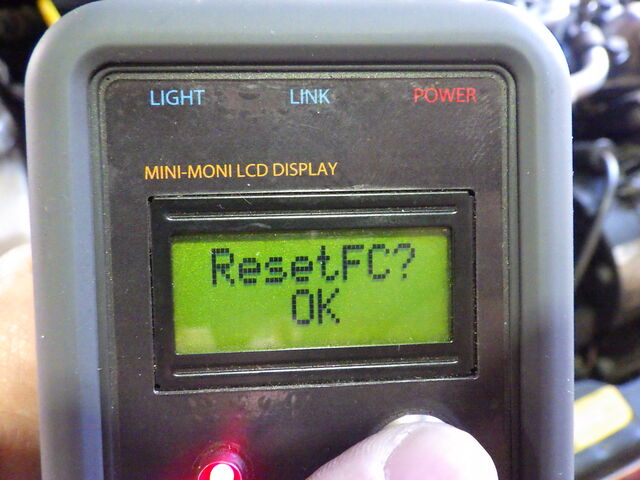 LIGHT LINK POWER
MINI-MONI LCD DISPLAY
ResetFC?
OK